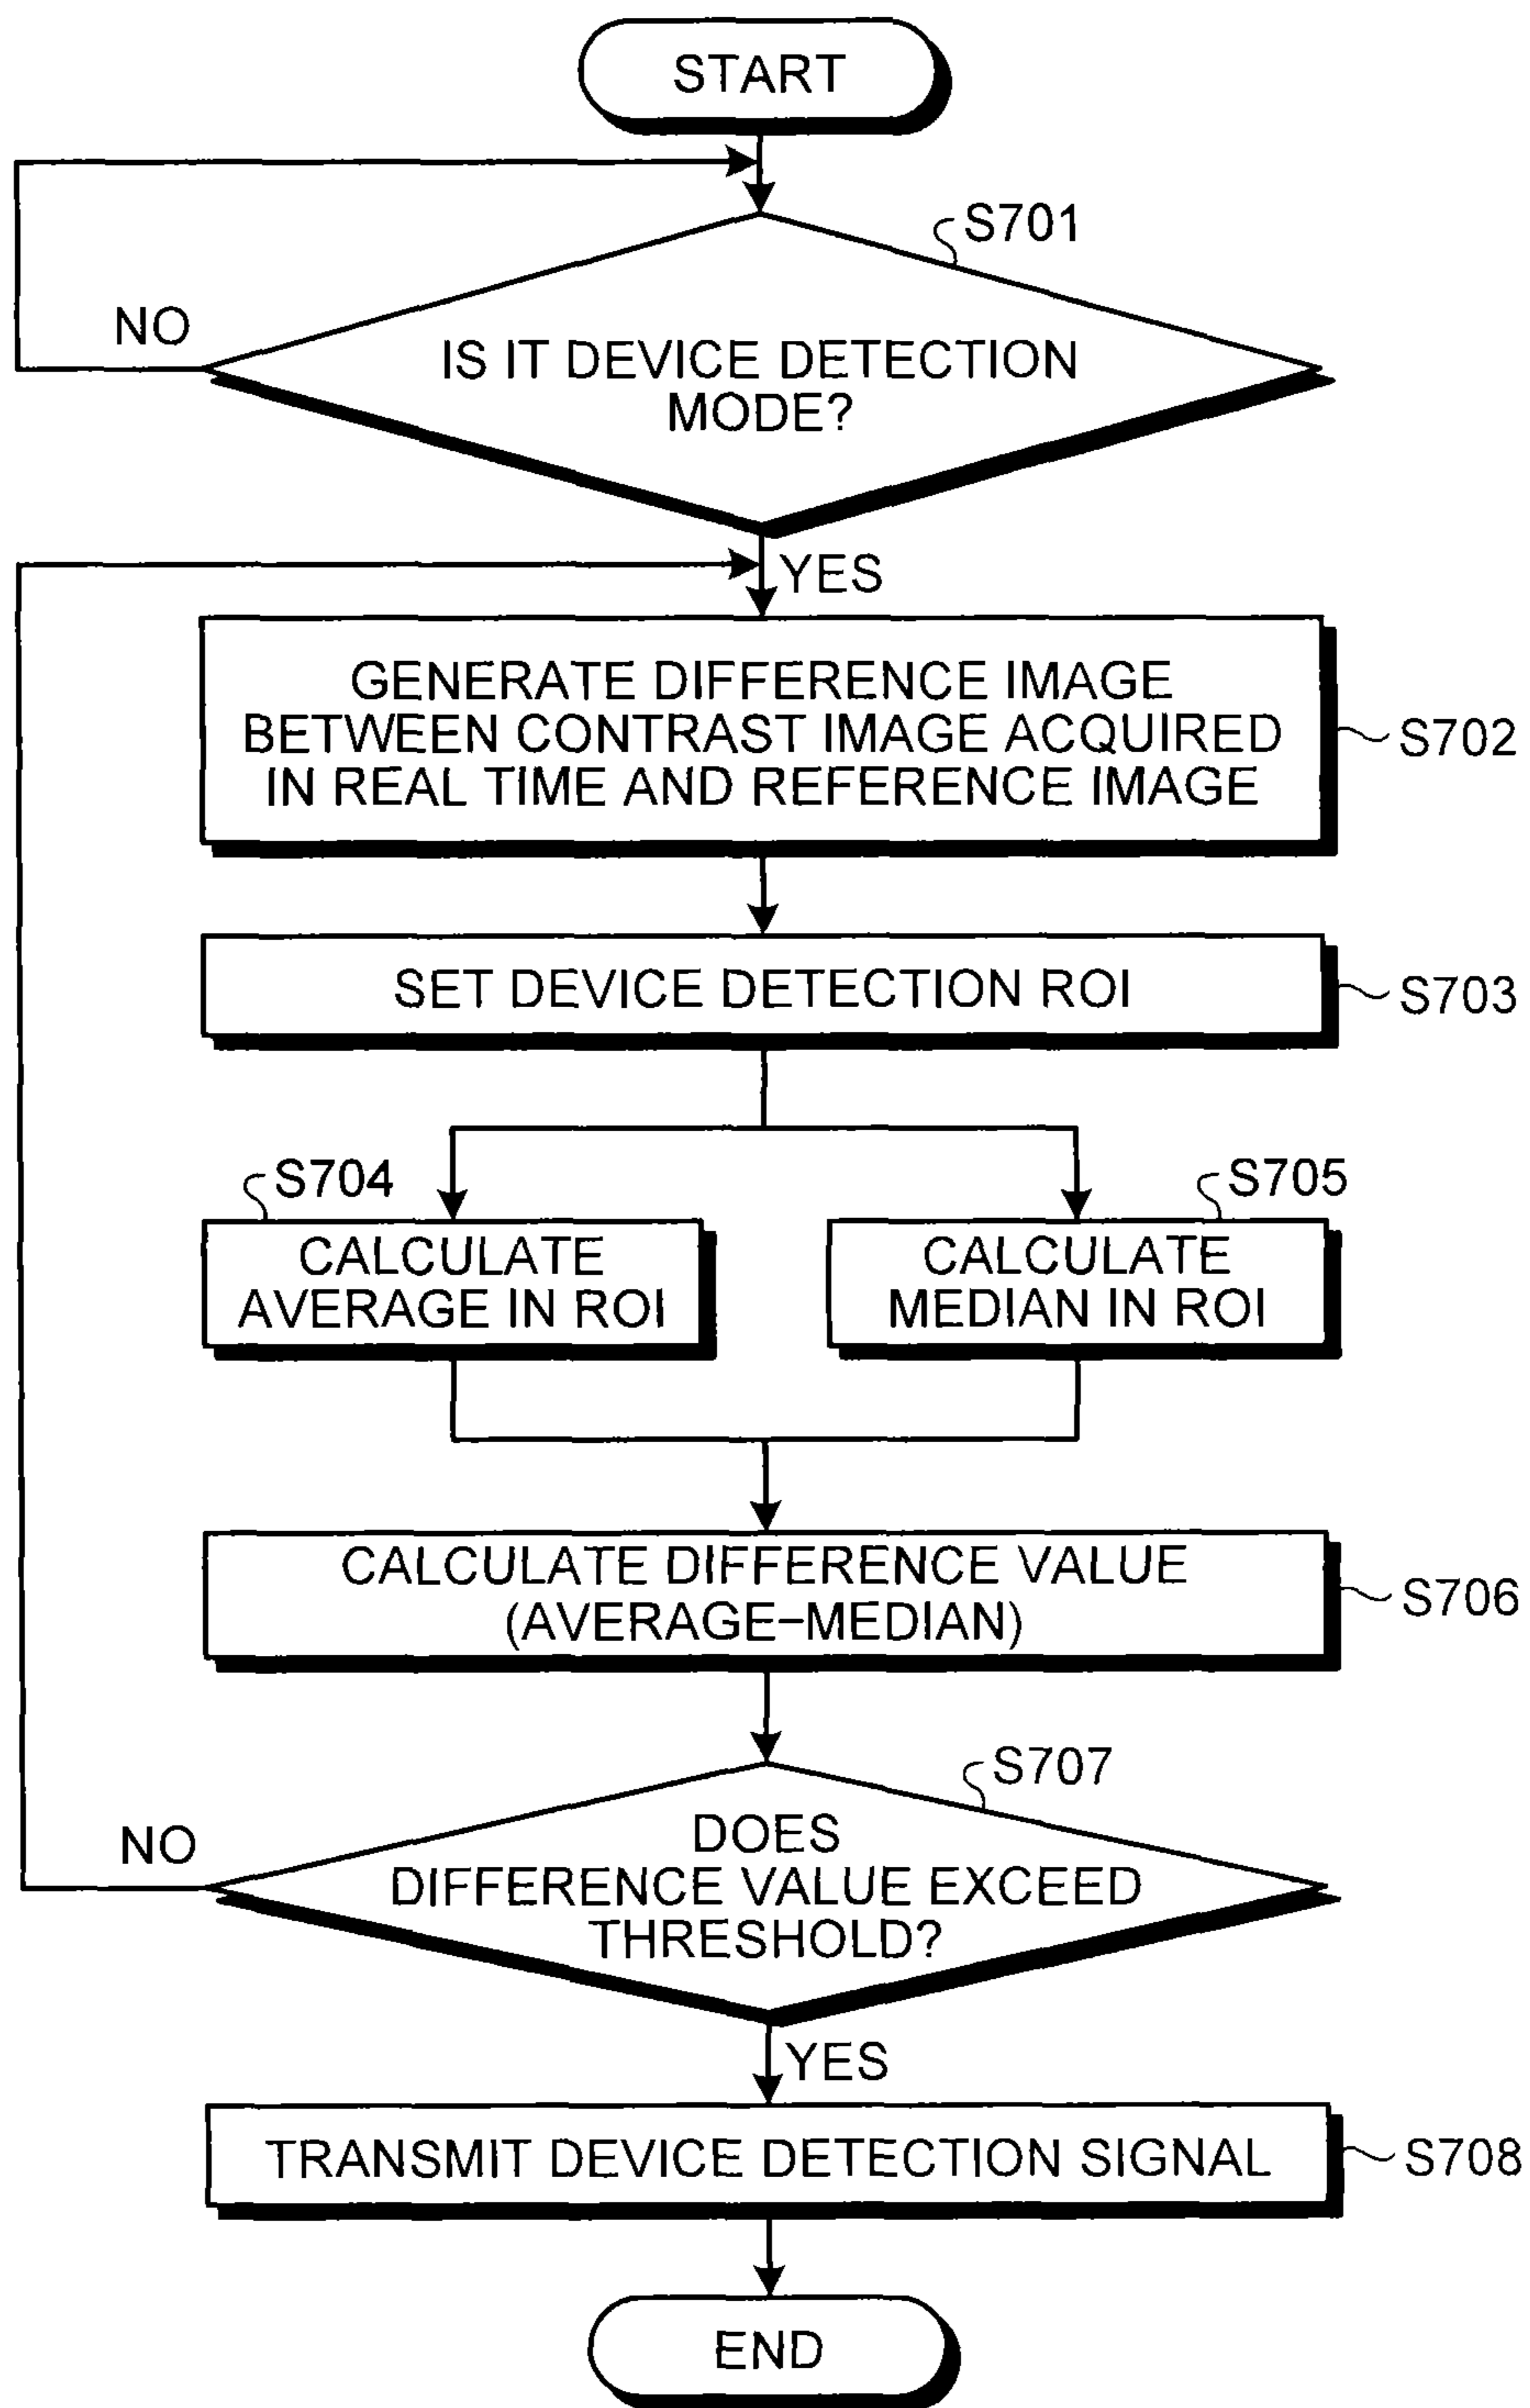 START
S701
NO
IS IT DEVICE DETECTION
MODE?
YES
GENERATE DIFFERENCE IMAGE
BETWEEN CONTRAST IMAGE ACQUIRED
IN REAL TIME AND REFERENCE IMAGE
S702
SET DEVICE DETECTION ROI
S703
S704
CALCULATE
AVERAGE IN ROI
S705
CALCULATE
MEDIAN IN ROI
CALCULATE DIFFERENCE VALUE
(AVERAGE−MEDIAN)
S706
S707
NO
DOES
DIFFERENCE VALUE EXCEED
THRESHOLD?
YES
TRANSMIT DEVICE DETECTION SIGNAL
S708
END